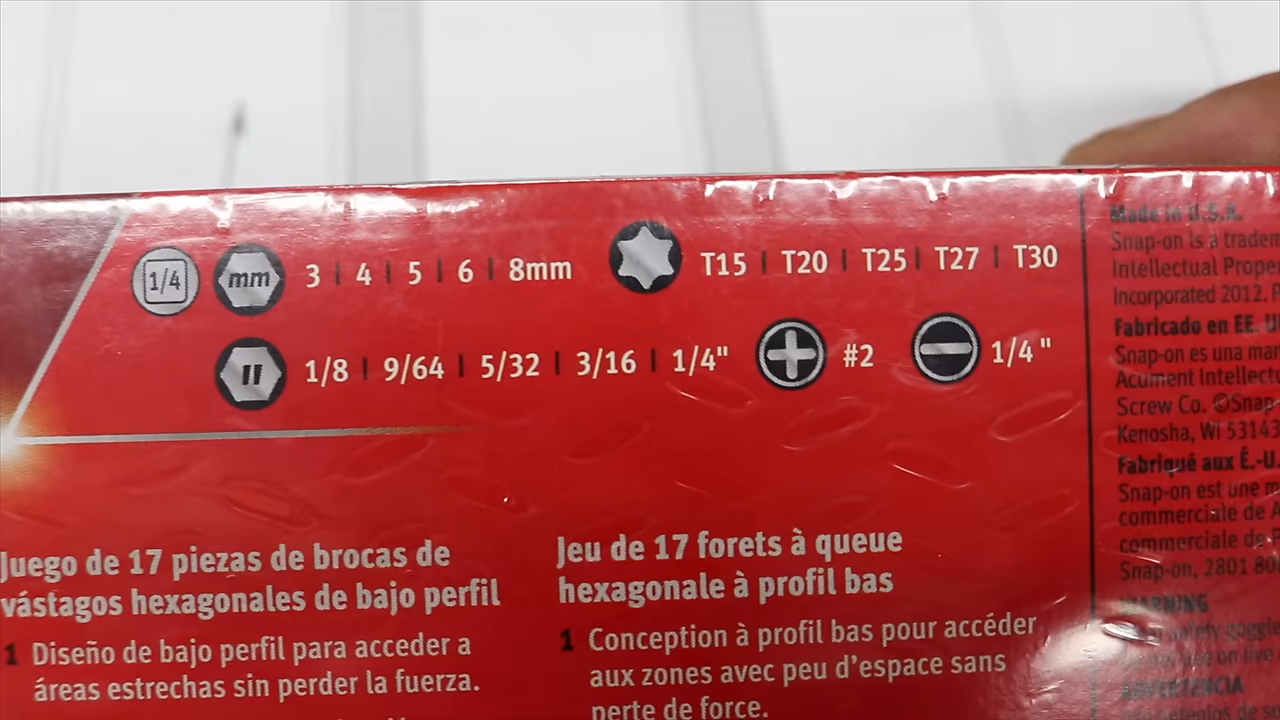 1/4 mm 3 | 4 | 5 | 6 | 8mm T15 | T20 | T25 | T27 | T30
1/8 | 9/64 | 5/32 | 3/16 | 1/4" #2 1/4 "
Juego de 17 piezas de brocas de
vástagos hexagonales de bajo perfil
1 Diseño de bajo perfil para acceder a
áreas estrechas sin perder la fuerza.
Jeu de 17 forets à queue
hexagonale à profil bas
1 Conception à profil bas pour accéder
aux zones avec peu d'espace sans
perte de force.
Made in U.S.A.
Snap-on is a
Intellectual
Incorporated 2012.
Fabricado en EE.
Snap-on es una
Acument
Screw Co. ©Snap-
Kenosha, WI 53143
Fabriqué aux É.-U.
Snap-on est une
commerciale de
commerciale de
Snap-on, 2801
WARNING
ADVERTENCIA